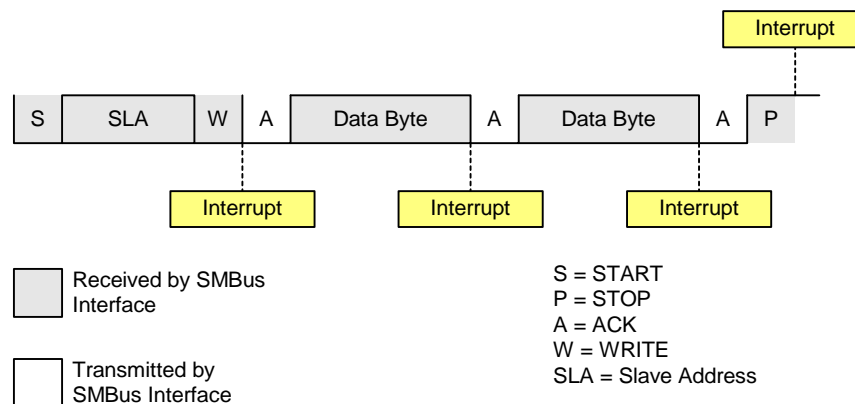 Interrupt
S SLA W A Data Byte A Data Byte A P
Interrupt Interrupt Interrupt
Received by SMBus
Interface
Transmitted by
SMBus Interface
S = START
P = STOP
A = ACK
W = WRITE
SLA = Slave Address